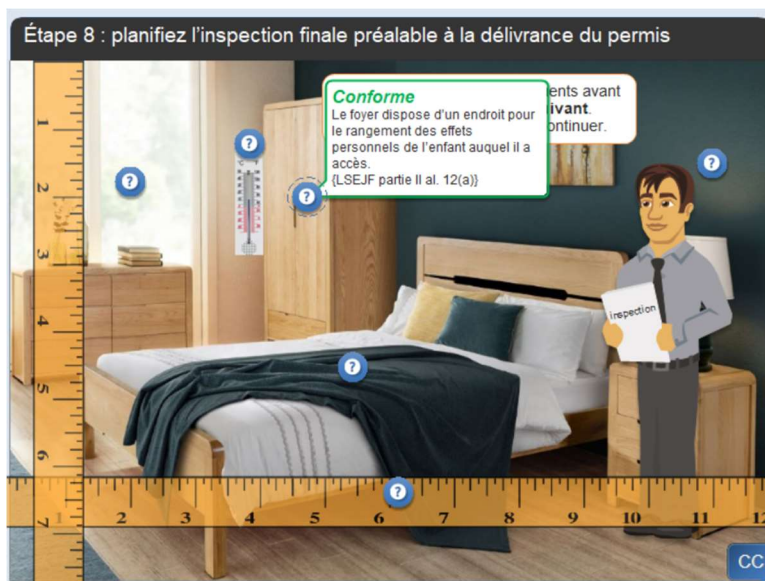 Étape 8 : planifiez l’inspection finale préalable à la délivrance du permis
Conforme
Le foyer dispose d’un endroit pour
le rangement des effets
personnels de l’enfant auquel il a
accès.
{LSEJF partie II al. 12(a)}
ents avant
ivant.
ontinuer.
?
?
?
?
?
?
inspection
1
2
3
4
5
6
7
1 2 3 4 5 6 7 8 9 10 11 12
CC